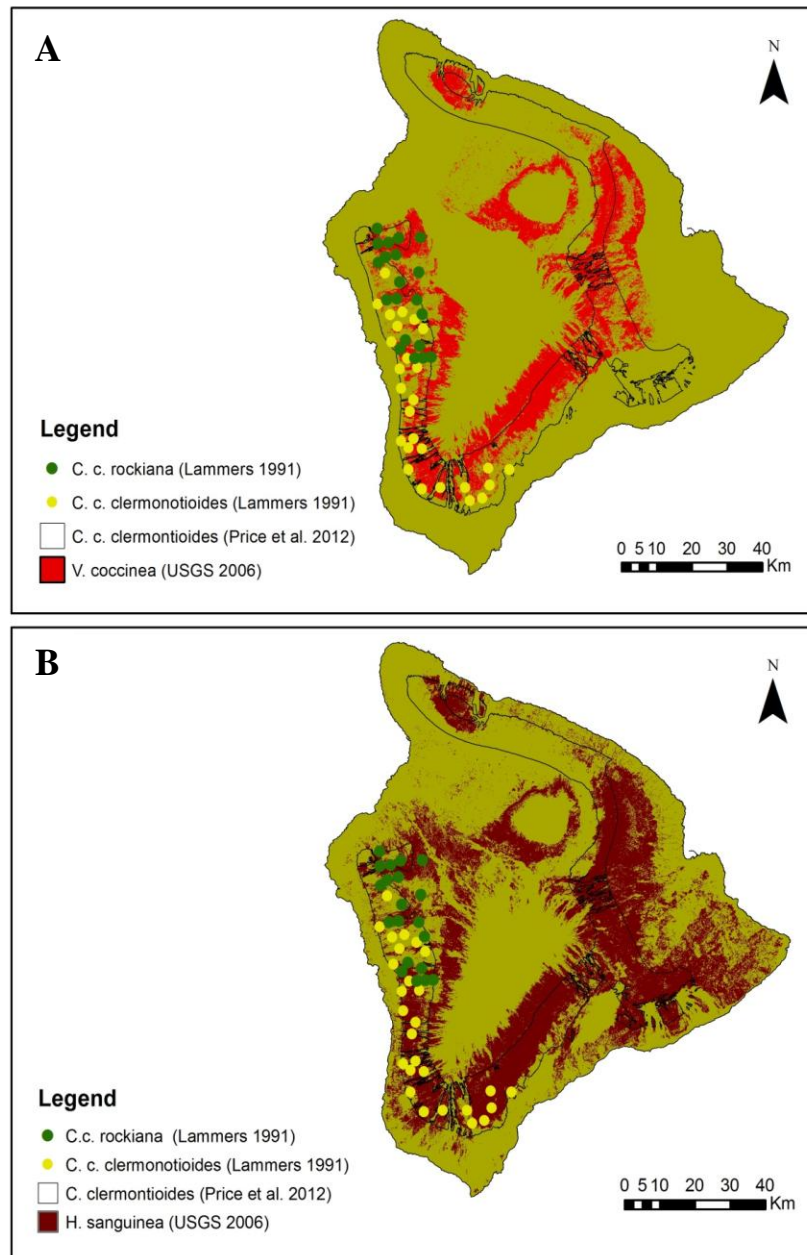 A
N
Legend
C. c. rockiana (Lammers 1991)
C. c. clermonotioides (Lammers 1991)
C. c. clermontioides (Price et al. 2012)
V. coccinea (USGS 2006)
0 5 10 20 30 40
Km
B
N
Legend
C.c. rockiana (Lammers 1991)
C. c. clermonotioides (Lammers 1991)
C. clermontioides (Price et al. 2012)
H. sanguinea (USGS 2006)
0 5 10 20 30 40
Km